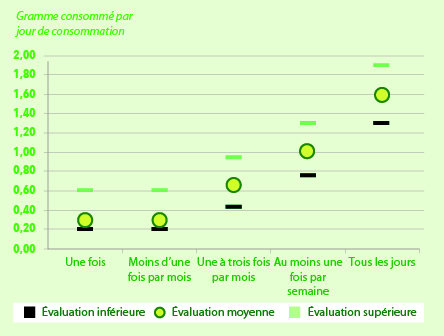 Gramme consommé par
jour de consommation
2,00
1,80
1,60
1,40
1,20
1,00
0,80
0,60
0,40
0,20
0,00
Une fois
Moins d'une
fois par mois
Une à trois fois
par mois
Au moins une
fois par
semaine
Tous les jours
Évaluation inférieure
Évaluation moyenne
Évaluation supérieure